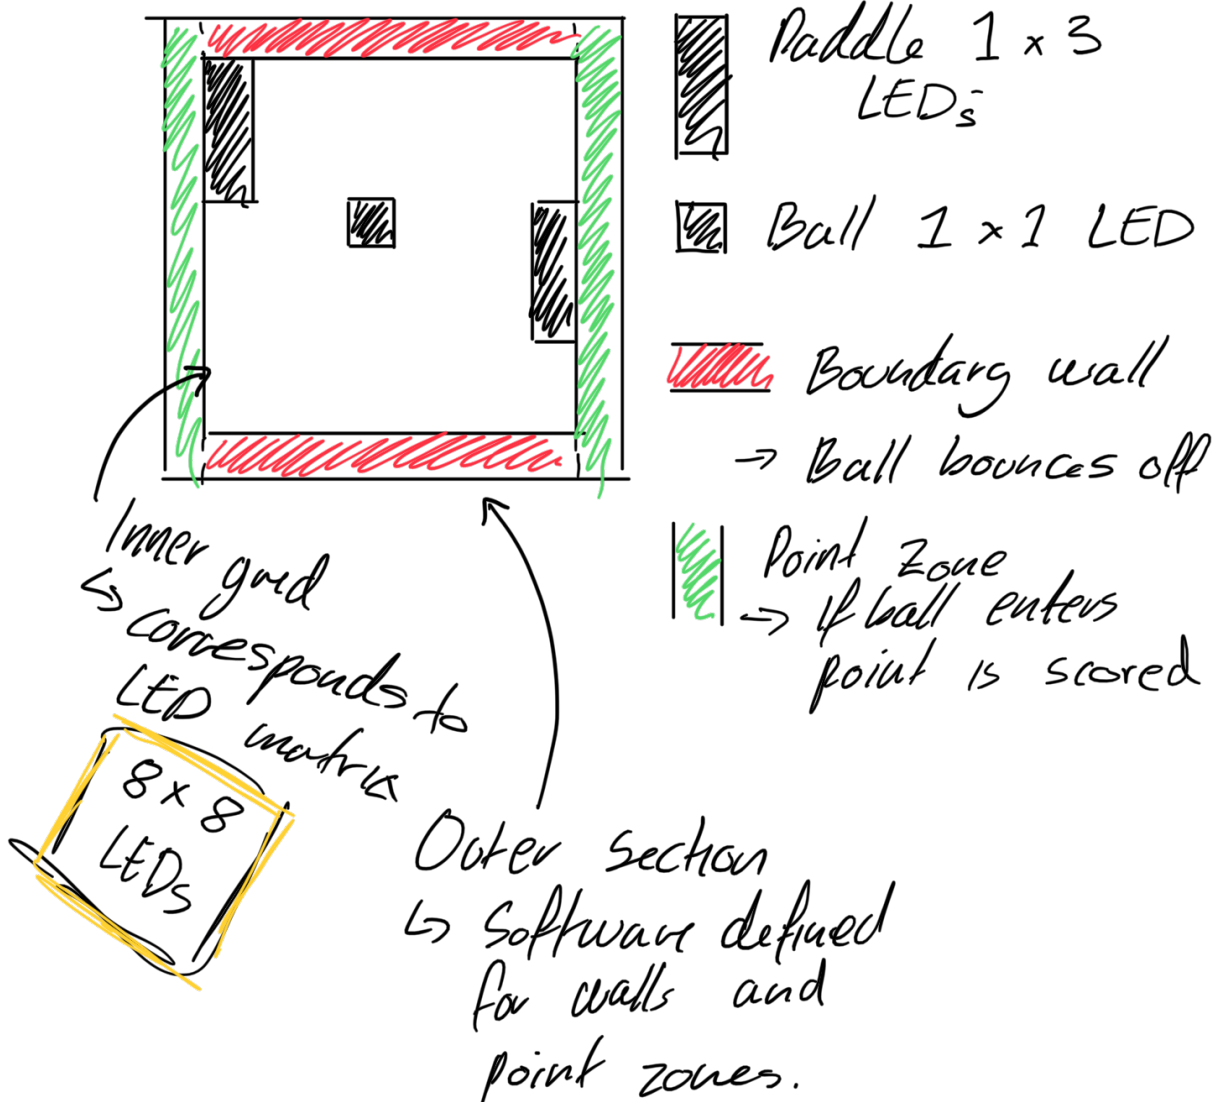 Paddle 1 x 3
LEDs
Ball 1 x 1 LED
Boundary wall
→ Ball bounces off
Point Zone
→ If ball enters
point is scored
Inner grid
↳ corresponds to
LED matrix
8 x 8
LEDs
Outer Section
↳ Software defined
for walls and
point zones.